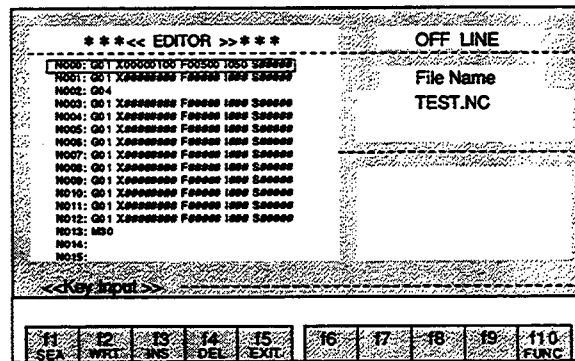 ***<< EDITOR >>***
N000: G01 X00000100 F00500 I050 S#####
N001: G01 X######## F##### I### S#####
N002: G04
N003: G01 X######## F##### I### S#####
N004: G01 X######## F##### I### S#####
N005: G01 X######## F##### I### S#####
N006: G01 X######## F##### I### S#####
N007: G01 X######## F##### I### S#####
N008: G01 X######## F##### I### S#####
N009: G01 X######## F##### I### S#####
N010: G01 X######## F##### I### S#####
N011: G01 X######## F##### I### S#####
N012: G01 X######## F##### I### S#####
N013: M30
N014:
N015:
<<Key Input>>
OFF LINE
File Name
TEST.NC
f1 f2 f3 f4 f5 f6 f7 f8 f9 f10
SEA WRT INS DEL EXIT FUNC